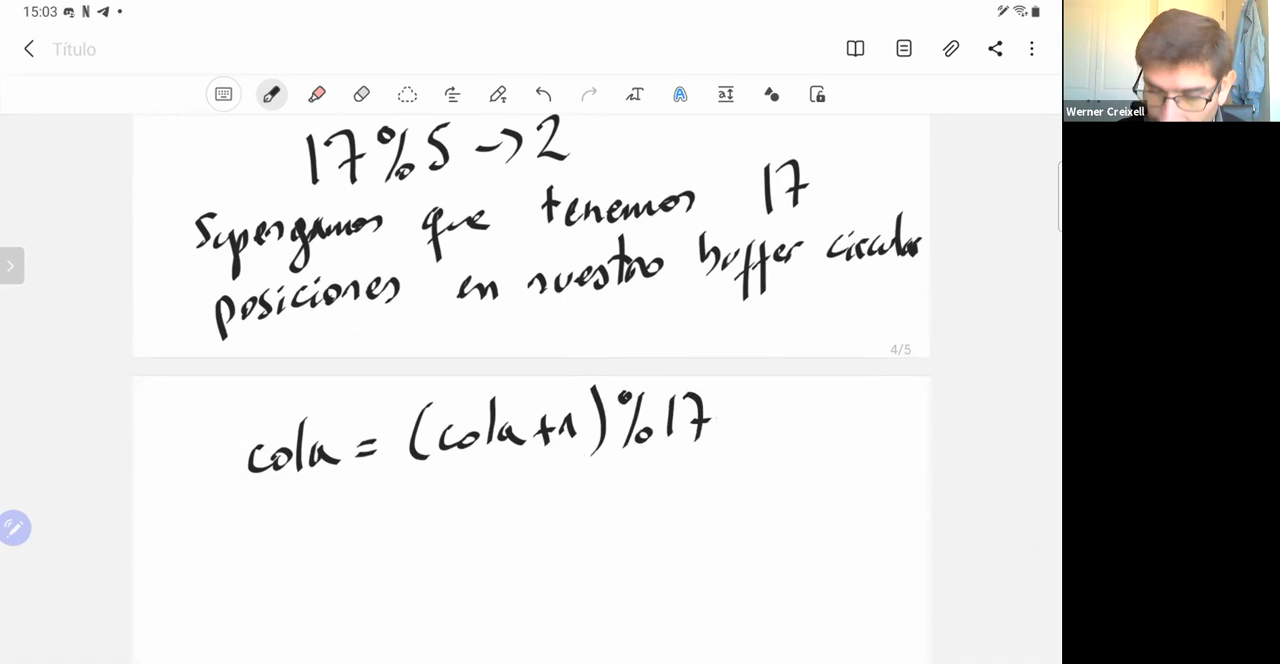 15:03 N
Título
Werner Creixell
17%5 -> 2
Supongamos que tenemos 17
posiciones en nuestro buffer circular
4/5
cola = (cola+1)%17